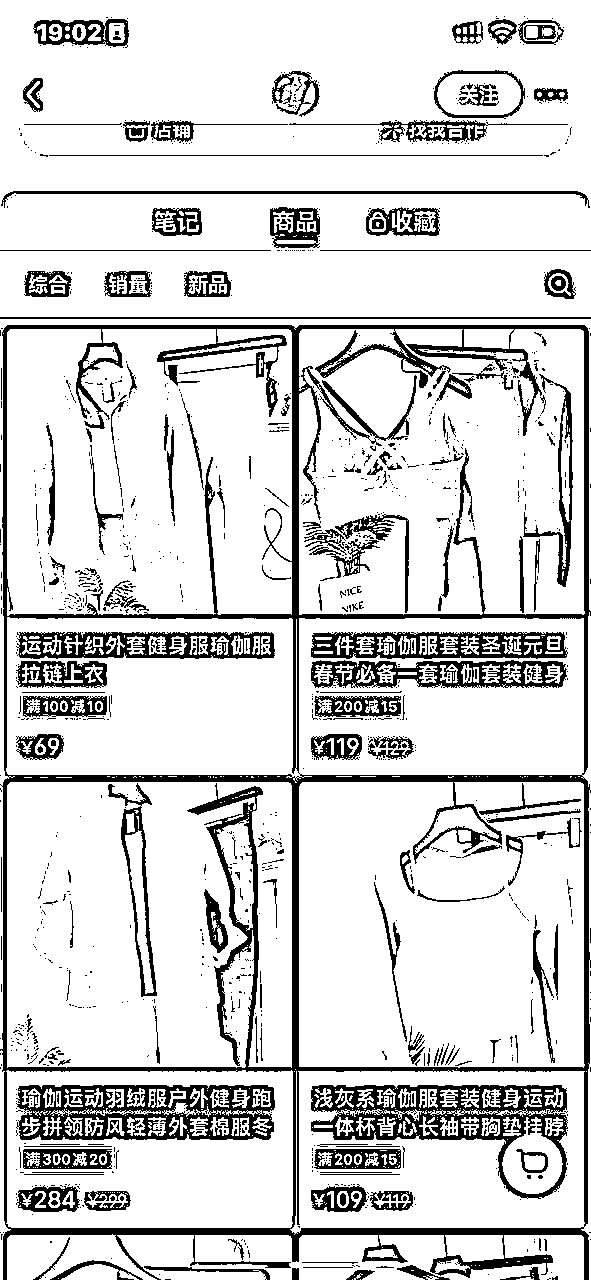 19:02
关注
店铺
找我合作
笔记
商品
收藏
综合
销量
新品
运动针织外套健身服瑜伽服
拉链上衣
满100减10
¥69
三件套瑜伽服套装圣诞元旦
春节必备一套瑜伽套装健身
满200减15
¥119 ¥129
NICE
NIKE
瑜伽运动羽绒服户外健身跑
步拼领防风轻薄外套棉服冬
满300减20
¥284 ¥299
浅灰系瑜伽服套装健身运动
一体杯背心长袖带胸垫挂脖
满200减15
¥109 ¥119